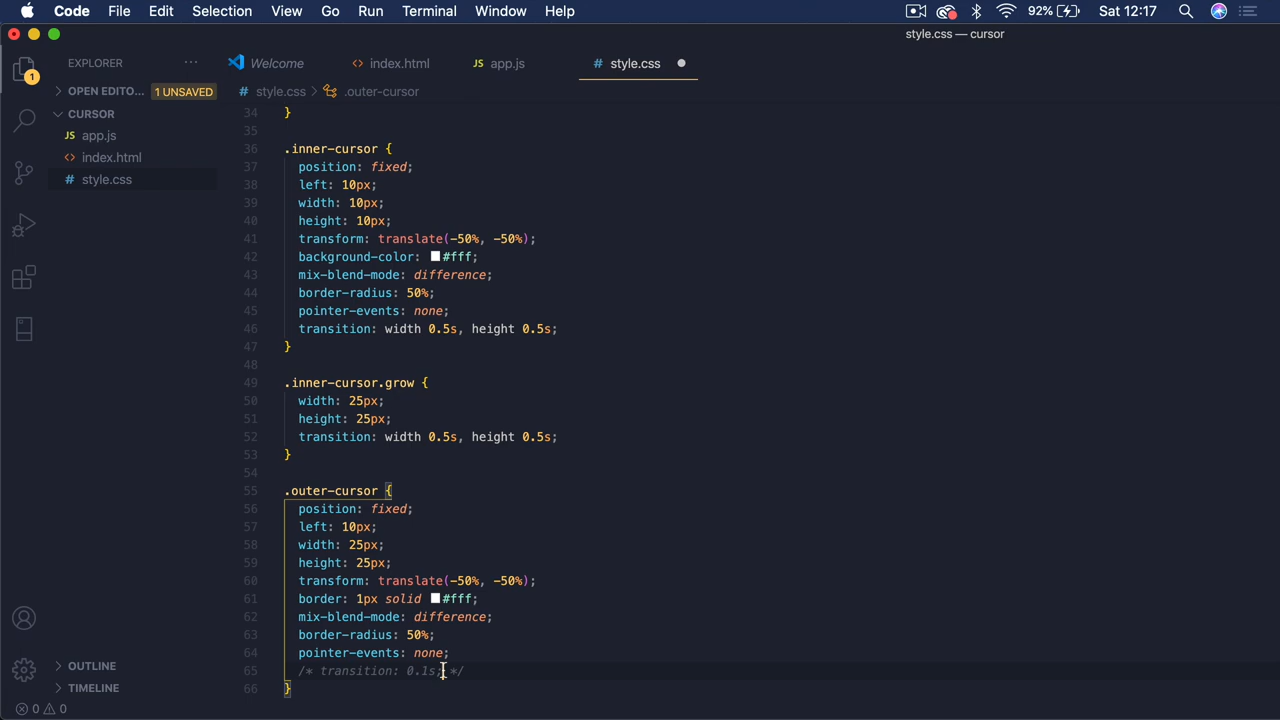 Code File Edit Selection View Go Run Terminal Window Help 92% Sat 12:17
style.css — cursor
EXPLORER ··· Welcome <> index.html JS app.js # style.css
1
> OPEN EDITO... 1 UNSAVED # style.css > .outer-cursor
CURSOR
JS app.js
<> index.html
# style.css
34 }
35
36 .inner-cursor {
37 position: fixed;
38 left: 10px;
39 width: 10px;
40 height: 10px;
41 transform: translate(-50%, -50%);
42 background-color: #fff;
43 mix-blend-mode: difference;
44 border-radius: 50%;
45 pointer-events: none;
46 transition: width 0.5s, height 0.5s;
47 }
48
49 .inner-cursor.grow {
50 width: 25px;
51 height: 25px;
52 transition: width 0.5s, height 0.5s;
53 }
54
55 .outer-cursor {
56 position: fixed;
57 left: 10px;
58 width: 25px;
59 height: 25px;
60 transform: translate(-50%, -50%);
61 border: 1px solid #fff;
62 mix-blend-mode: difference;
63 border-radius: 50%;
64 pointer-events: none;
65 /* transition: 0.1s; */
66 }
> OUTLINE
> TIMELINE
0 0